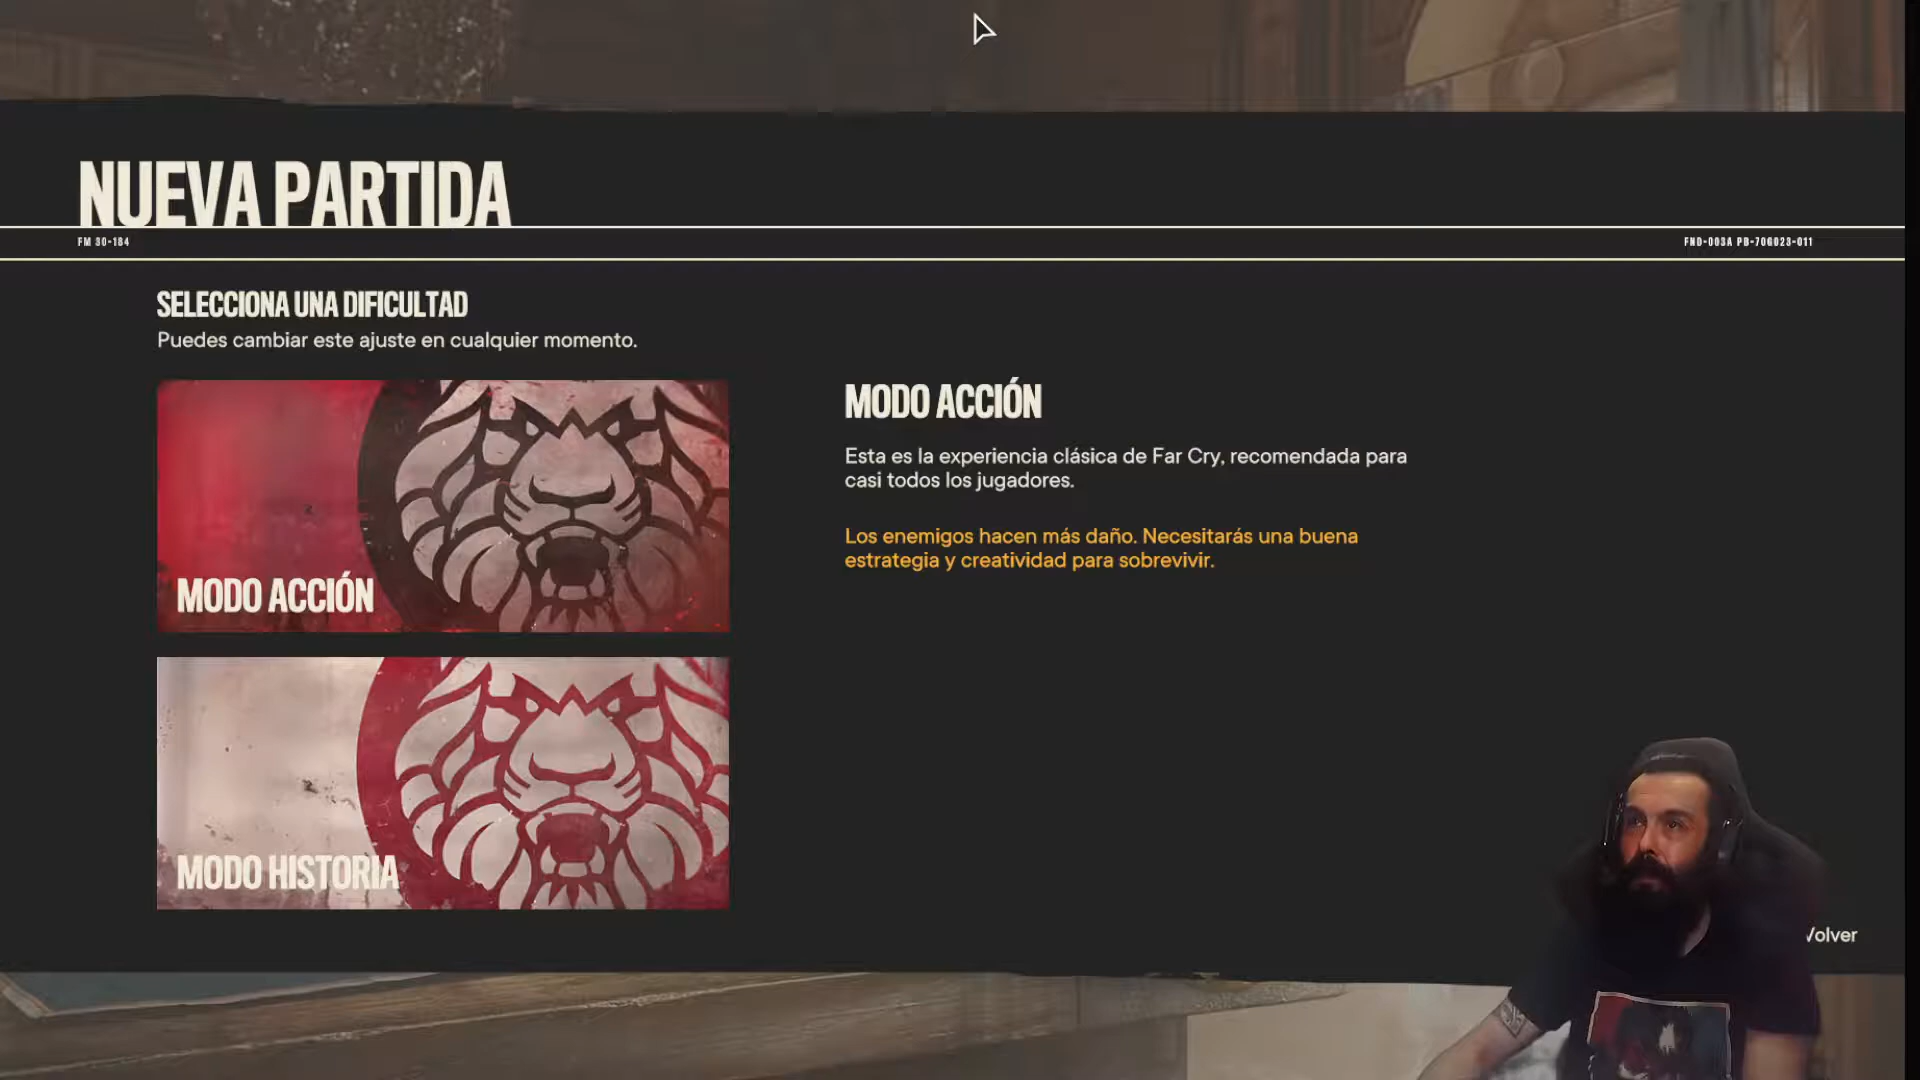 NUEVA PARTIDA
FM 30-184
FND-003A PB-706023-011
SELECCIONA UNA DIFICULTAD
Puedes cambiar este ajuste en cualquier momento.
MODO ACCIÓN
MODO HISTORIA
MODO ACCIÓN
Esta es la experiencia clásica de Far Cry, recomendada para
casi todos los jugadores.
Los enemigos hacen más daño. Necesitarás una buena
estrategia y creatividad para sobrevivir.
Volver